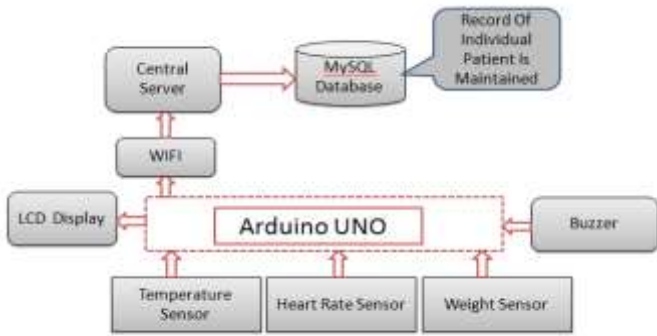 Record Of
Individual
Patient Is
Maintained
Central
Server
MySQL
Database
WIFI
LCD Display
Arduino UNO
Buzzer
Temperature
Sensor
Heart Rate Sensor
Weight Sensor